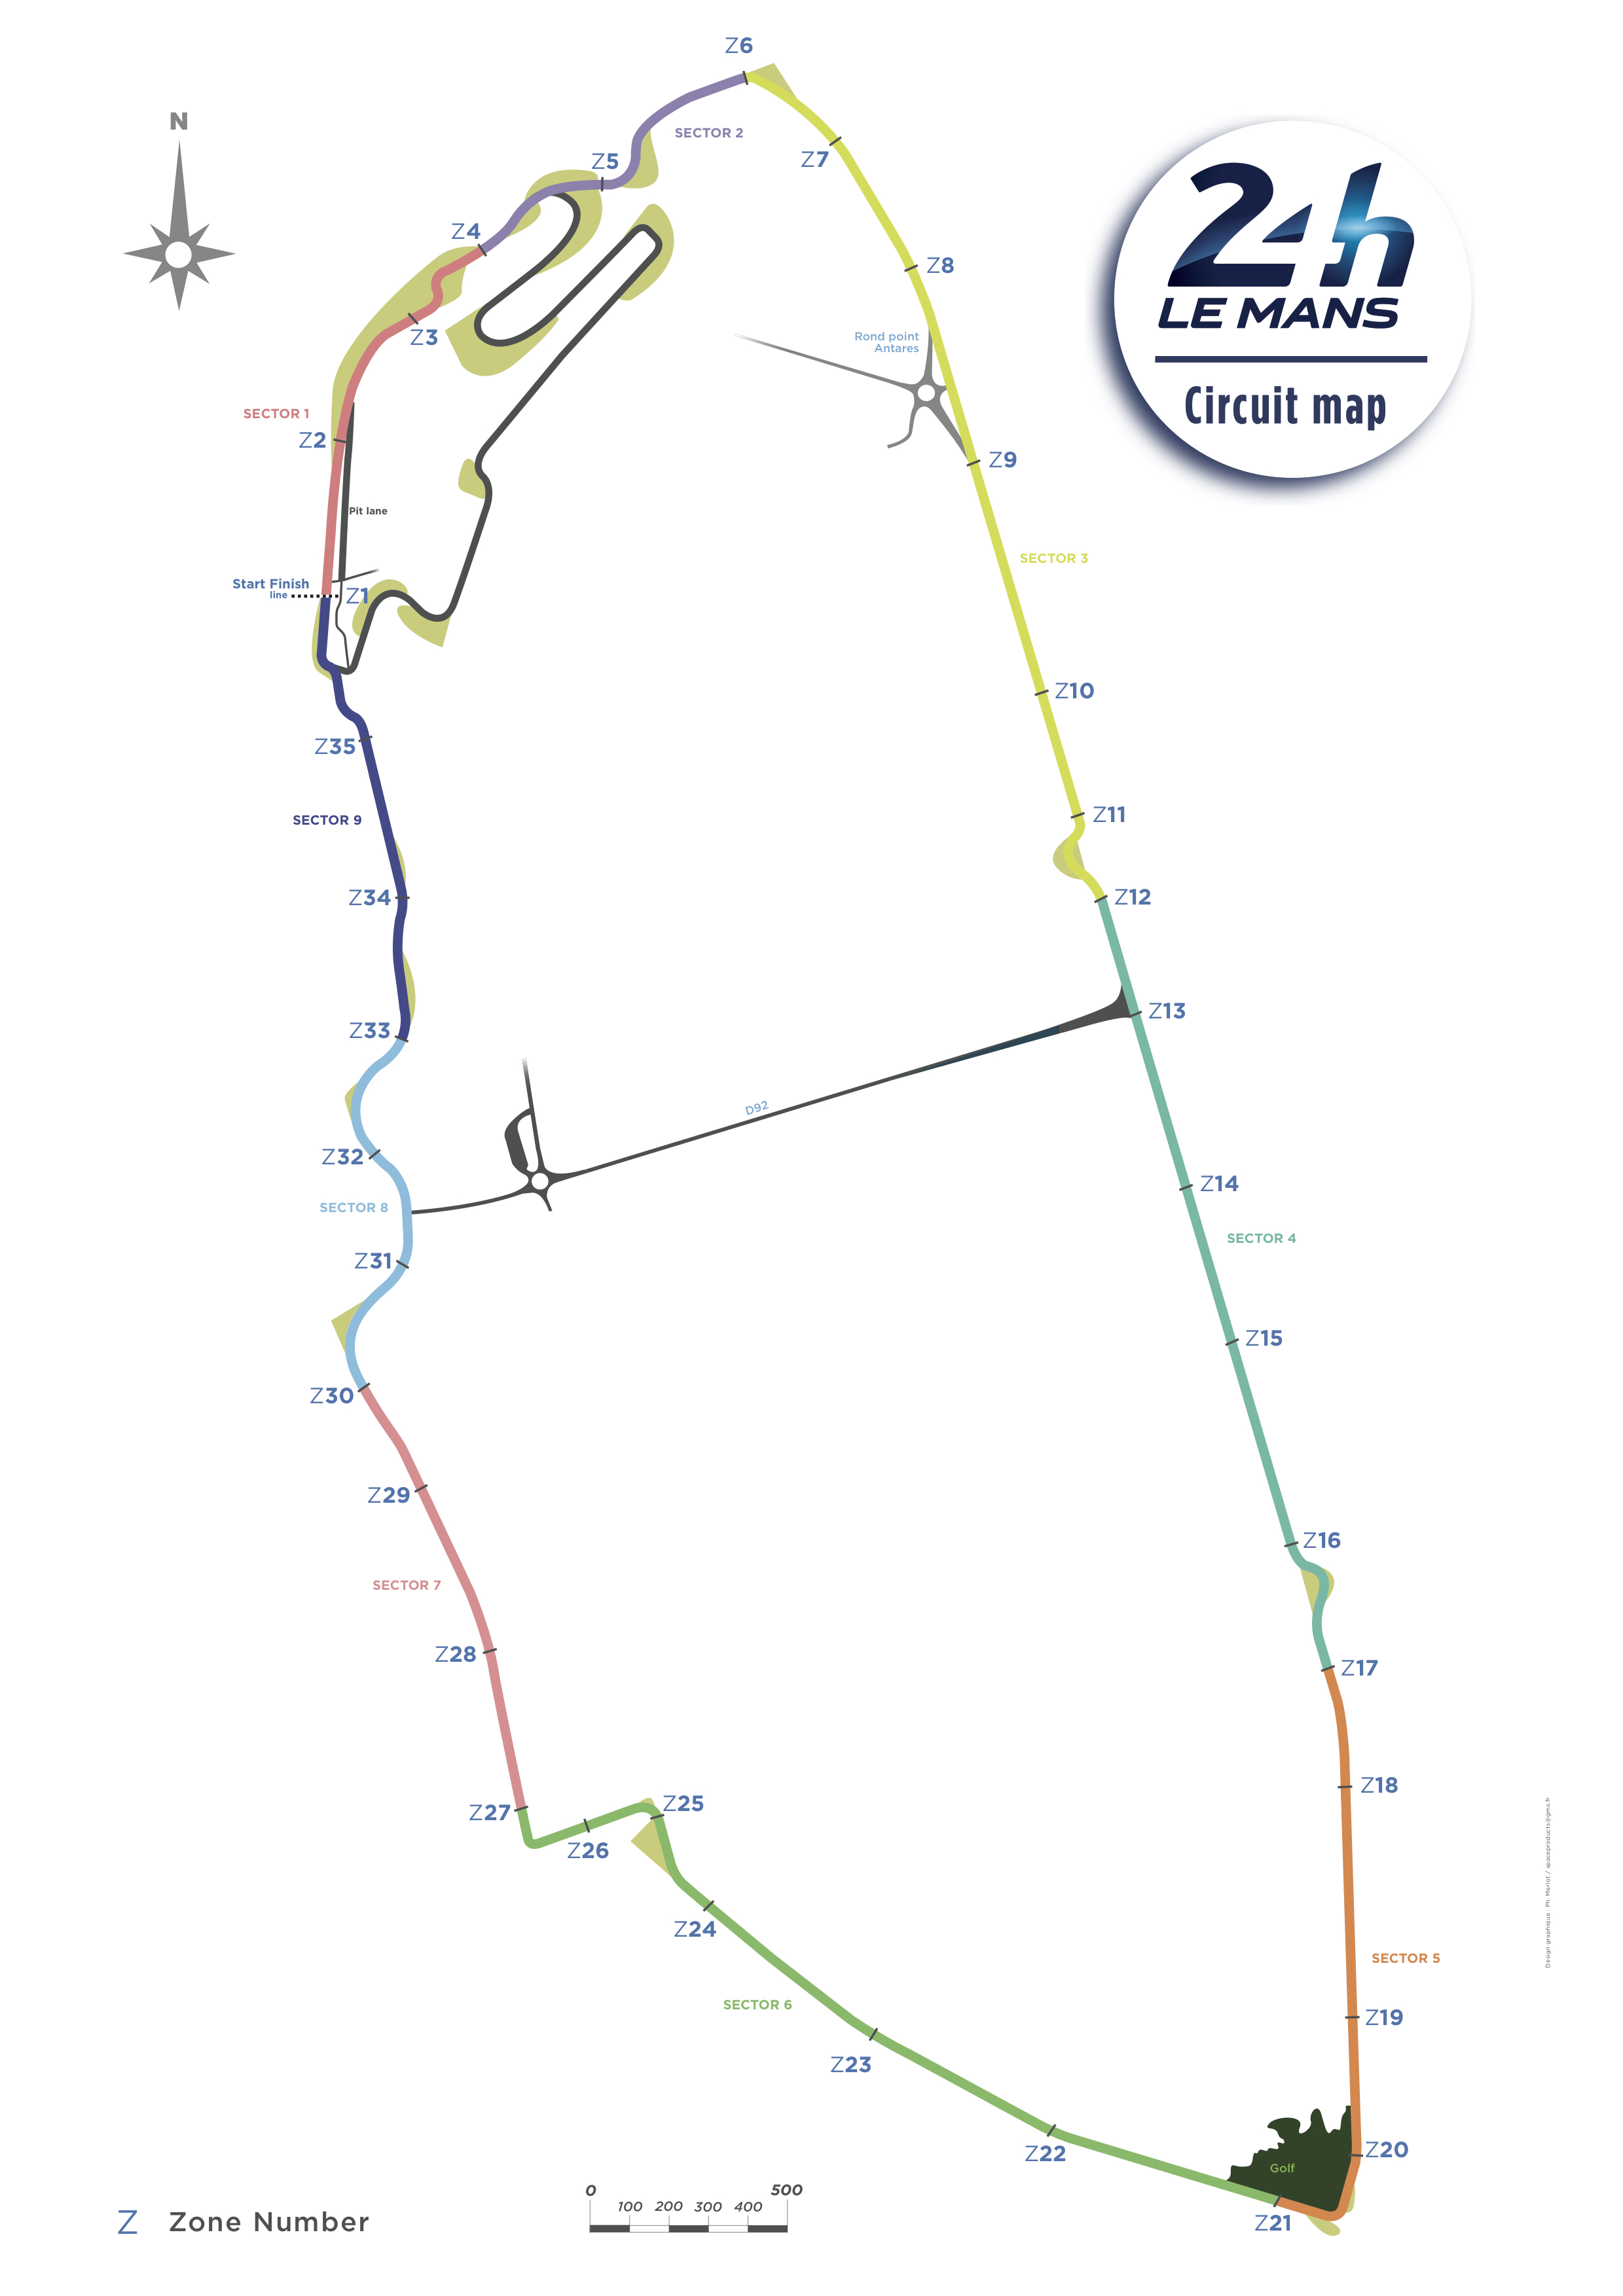 Z6
N
SECTOR 2
Z7
Z5
Z4
Z8
24h
LE MANS
Circuit map
Z3
Rond point
Antares
SECTOR 1
Z2
Z9
Pit lane
SECTOR 3
Start Finish
line
Z1
Z10
Z35
Z11
SECTOR 9
Z34
Z12
Z33
Z13
D92
Z32
Z14
SECTOR 8
SECTOR 4
Z31
Z15
Z30
Z29
Z16
SECTOR 7
Z28
Z17
Z18
Z25
Z27
Z26
Z24
SECTOR 5
SECTOR 6
Z19
Z23
Z20
Z22
Golf
Z21
0 100 200 300 400 500
Z Zone Number
Design graphique : Ph. Merlot / spaceproducts@gmx.fr